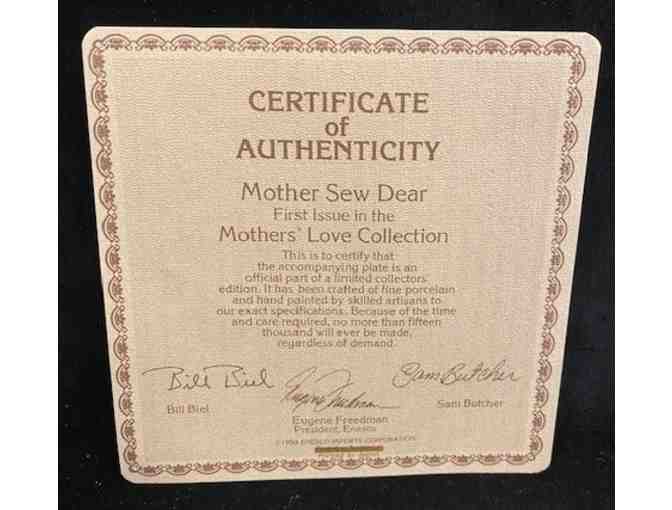 CERTIFICATE
of
AUTHENTICITY
Mother Sew Dear
First Issue in the
Mothers' Love Collection
This is to certify that
the accompanying plate is an
official part of a limited collectors
edition. It has been crafted of fine porcelain
and hand painted by skilled artisans to
our exact specifications. Because of the time
and care required, no more than fifteen
thousand will ever be made,
regardless of demand.
Bill Biel Eugene Freedman Sam Butcher
Bill Biel Sam Butcher
Eugene Freedman
President, Enesco
ENESCO IMPORTS CORPORATION